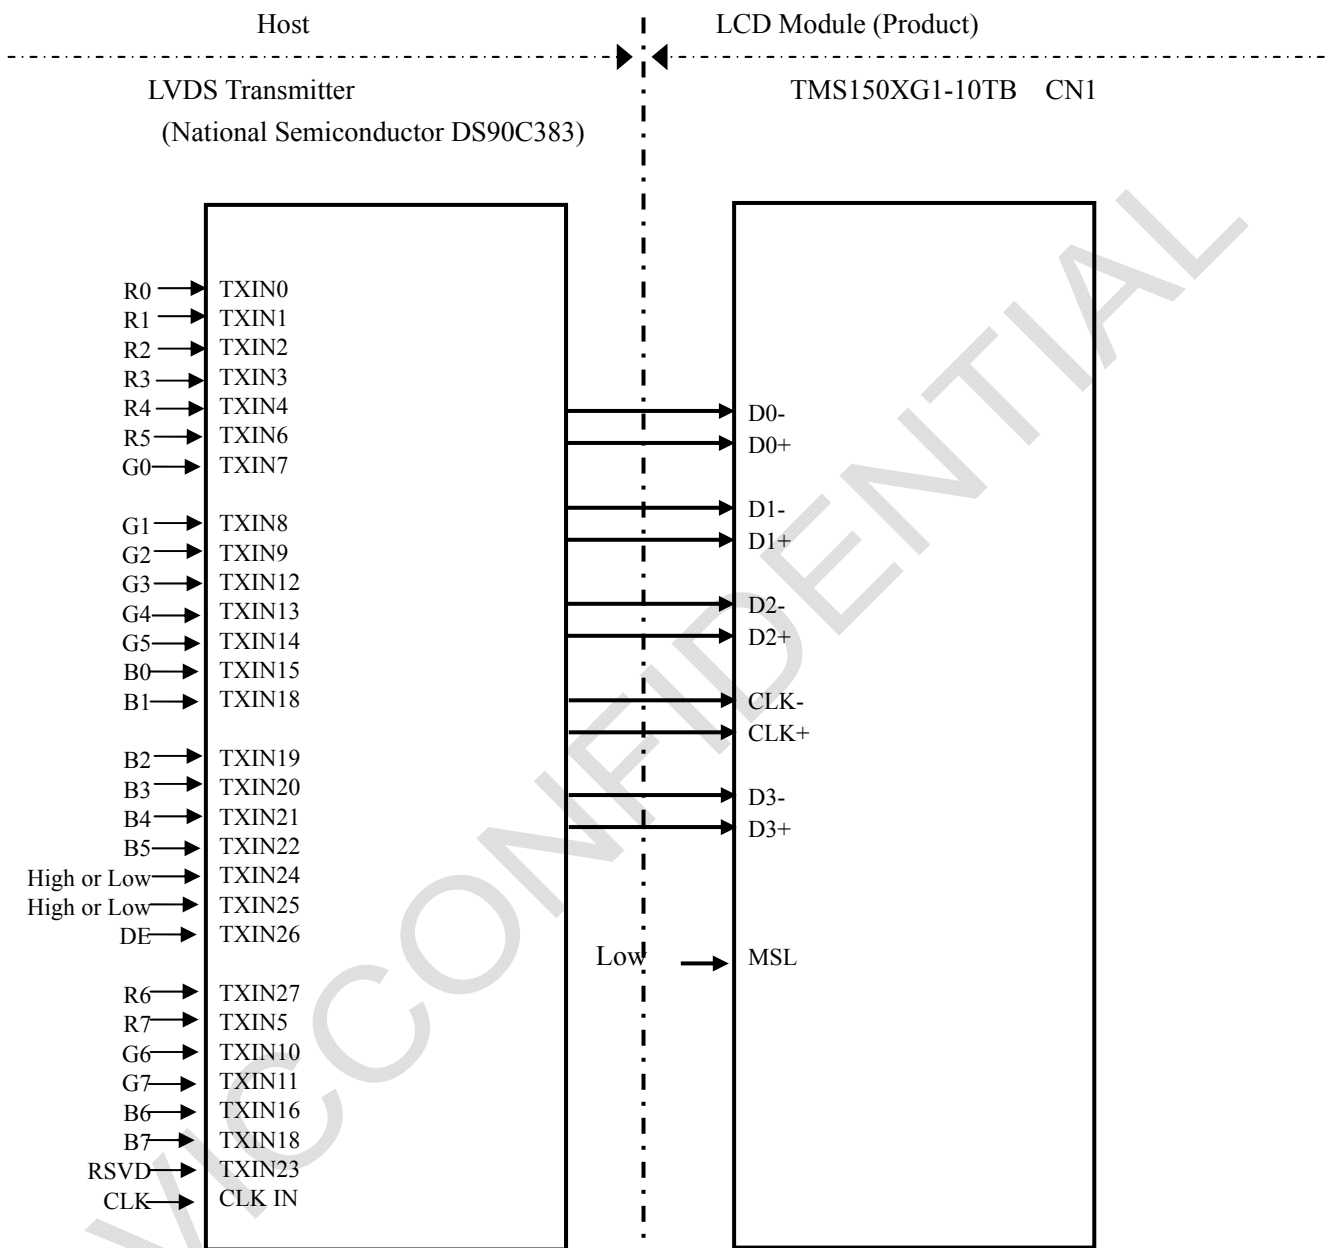 Host LCD Module (Product)
LVDS Transmitter TMS150XG1-10TB CN1
(National Semiconductor DS90C383)
R0 TXIN0
R1 TXIN1
R2 TXIN2
R3 TXIN3
R4 TXIN4 D0-
R5 TXIN6 D0+
G0 TXIN7
D1-
G1 TXIN8 D1+
G2 TXIN9
G3 TXIN12 D2-
G4 TXIN13 D2+
G5 TXIN14
B0 TXIN15
B1 TXIN18 CLK-
CLK+
B2 TXIN19
B3 TXIN20 D3-
B4 TXIN21 D3+
B5 TXIN22
High or Low TXIN24
High or Low TXIN25
DE TXIN26
Low MSL
R6 TXIN27
R7 TXIN5
G6 TXIN10
G7 TXIN11
B6 TXIN16
B7 TXIN18
RSVD TXIN23
CLK CLK IN
VICCONFIDENTIAL